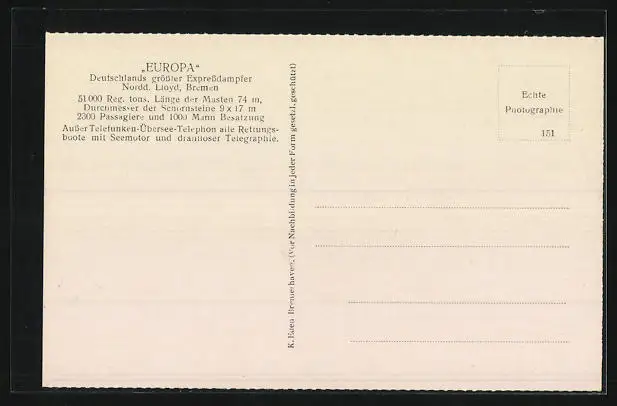 „EUROPA“
Deutschlands größter Expreßdampfer
Nordd. Lloyd, Bremen
51000 Reg. tons, Länge der Masten 74 m,
Durchmesser der Schornsteine 9 x 17 m
2300 Passagiere und 1000 Mann Besatzung
Außer Telefunken-Übersee-Telephon alle Rettungs-
boote mit Seemotor und drahtloser Telegraphie.
K. Bremerhaven. (Vor Nachbildung in jeder Form gesetzl. geschützt)
Echte
Photographie
151